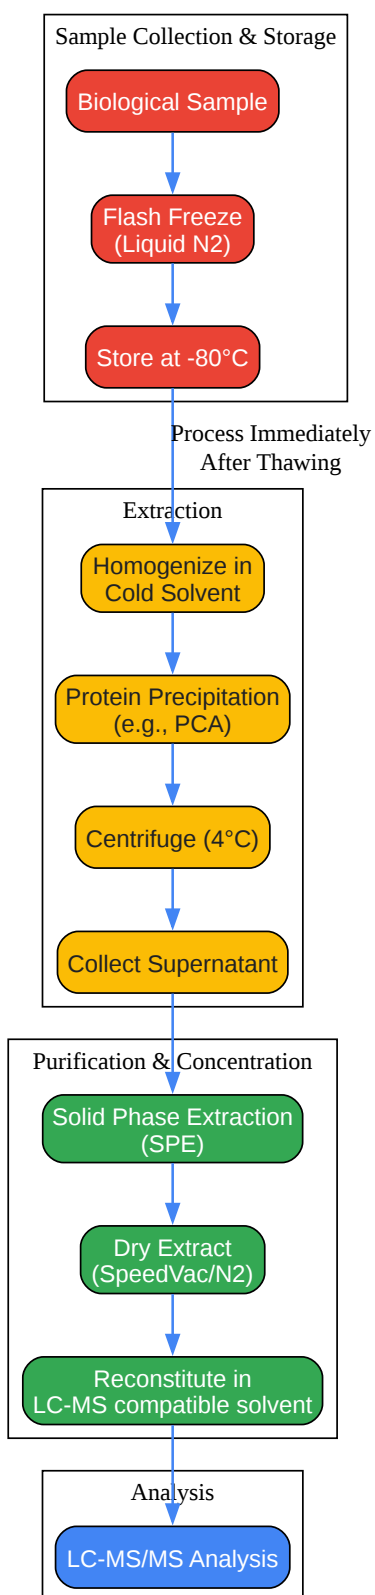 Sample Collection & Storage
Biological Sample
Flash Freeze
(Liquid N2)
Store at -80°C
Process Immediately
After Thawing
Extraction
Homogenize in
Cold Solvent
Protein Precipitation
(e.g., PCA)
Centrifuge (4°C)
Collect Supernatant
Purification & Concentration
Solid Phase Extraction
(SPE)
Dry Extract
(SpeedVac/N2)
Reconstitute in
LC-MS compatible solvent
Analysis
LC-MS/MS Analysis